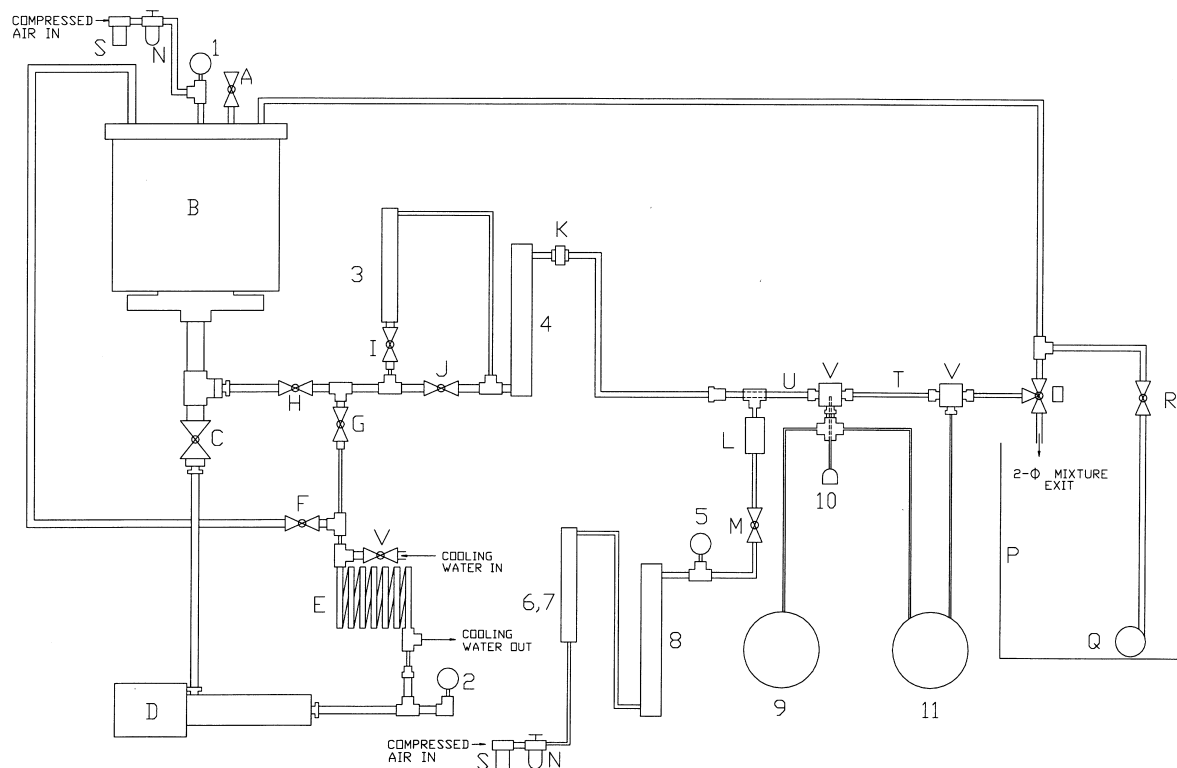 COMPRESSED
AIR IN
S
N
1
A
B
3
I
J
K
4
H
G
C
F
V
COOLING
WATER IN
E
COOLING
WATER OUT
D
2
COMPRESSED
AIR IN
S
N
6,7
8
5
M
L
U
V
T
V
10
9
11
O
R
2-Φ MIXTURE
EXIT
P
Q